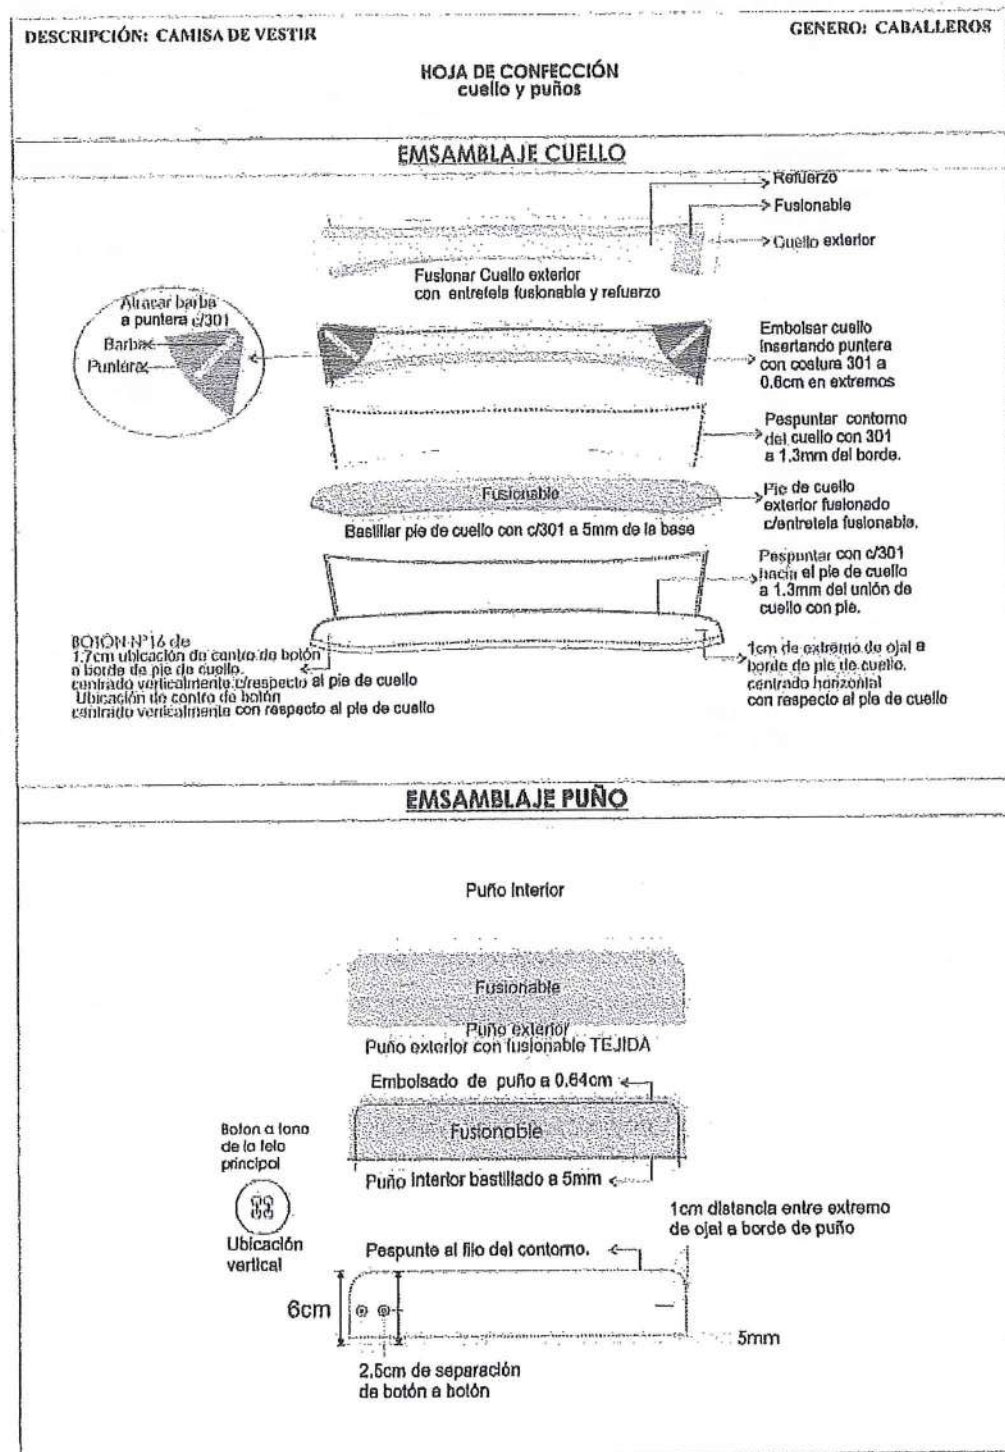 DESCRIPCIÓN: CAMISA DE VESTIR
GENERO: CABALLEROS
HOJA DE CONFECCIÓN
cuello y puños
EMSAMBLAJE CUELLO
Refuerzo
Fusionable
Cuello exterior
Fusionar Cuello exterior
con entretela fusionable y refuerzo
Atracar barba
a puntera c/301
Barba
Puntera
Embolsar cuello
insertando puntera
con costura 301 a
0.6cm en extremos
Pespuntar contorno
del cuello con 301
a 1.3mm del borde.
Fusionable
Pie de cuello
exterior fusionado
c/entretela fusionable.
Bastillar pie de cuello con c/301 a 5mm de la base
Pespuntar con c/301
hacia el pie de cuello
a 1.3mm del unión de
cuello con pie.
BOTÓN N°16 de
1.7cm ubicación de centro de botón
a borde de pie de cuello.
centrado verticalmente c/respecto al pie de cuello
Ubicación de centro de botón
centrado verticalmente con respecto al pie de cuello
1cm de extremo de ojal a
borde de pie de cuello.
centrado horizontal
con respecto al pie de cuello
EMSAMBLAJE PUÑO
Puño interior
Fusionable
Puño exterior
Puño exterior con fusionable TEJIDA
Embolsado de puño a 0.64cm
Fusionable
Boton a tono
de la tela
principal
Puño interior bastillado a 5mm
Ubicación
vertical
1cm distancia entre extremo
de ojal a borde de puño
Pespunte al filo del contorno.
6cm
5mm
2.5cm de separación
de botón a botón